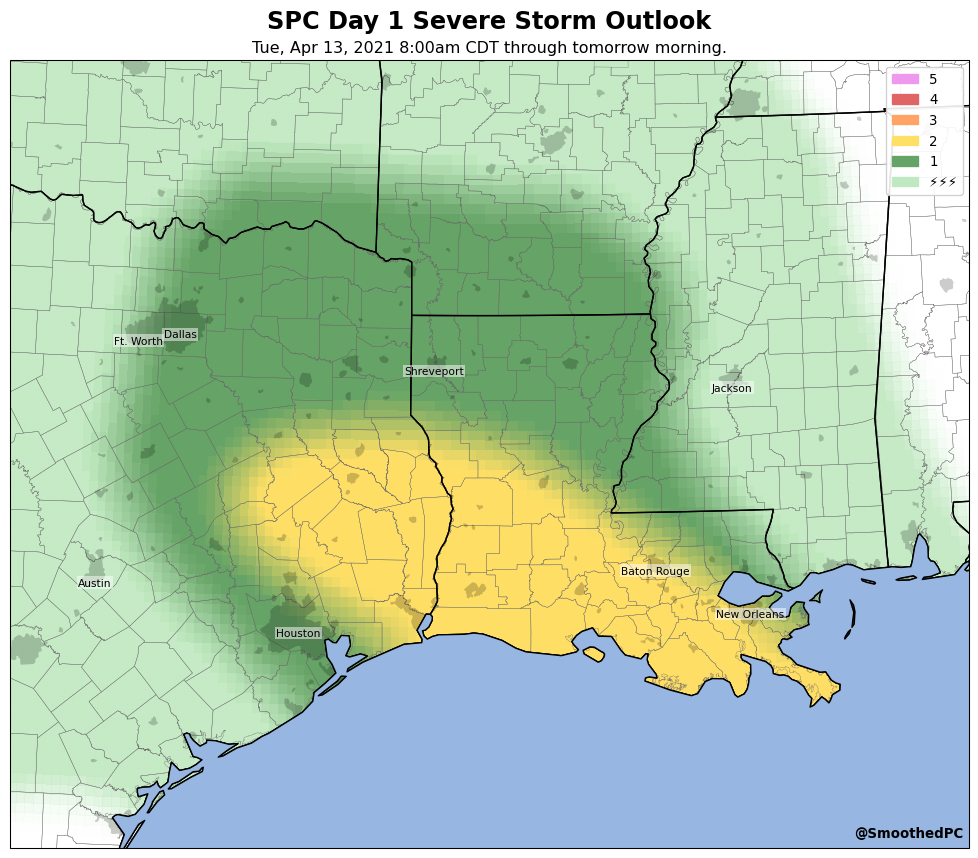 SPC Day 1 Severe Storm Outlook
Tue, Apr 13, 2021 8:00am CDT through tomorrow morning.
5
4
3
2
1
⚡⚡⚡
Ft. Worth
Dallas
Shreveport
Jackson
Austin
Baton Rouge
New Orleans
Houston
@SmoothedPC